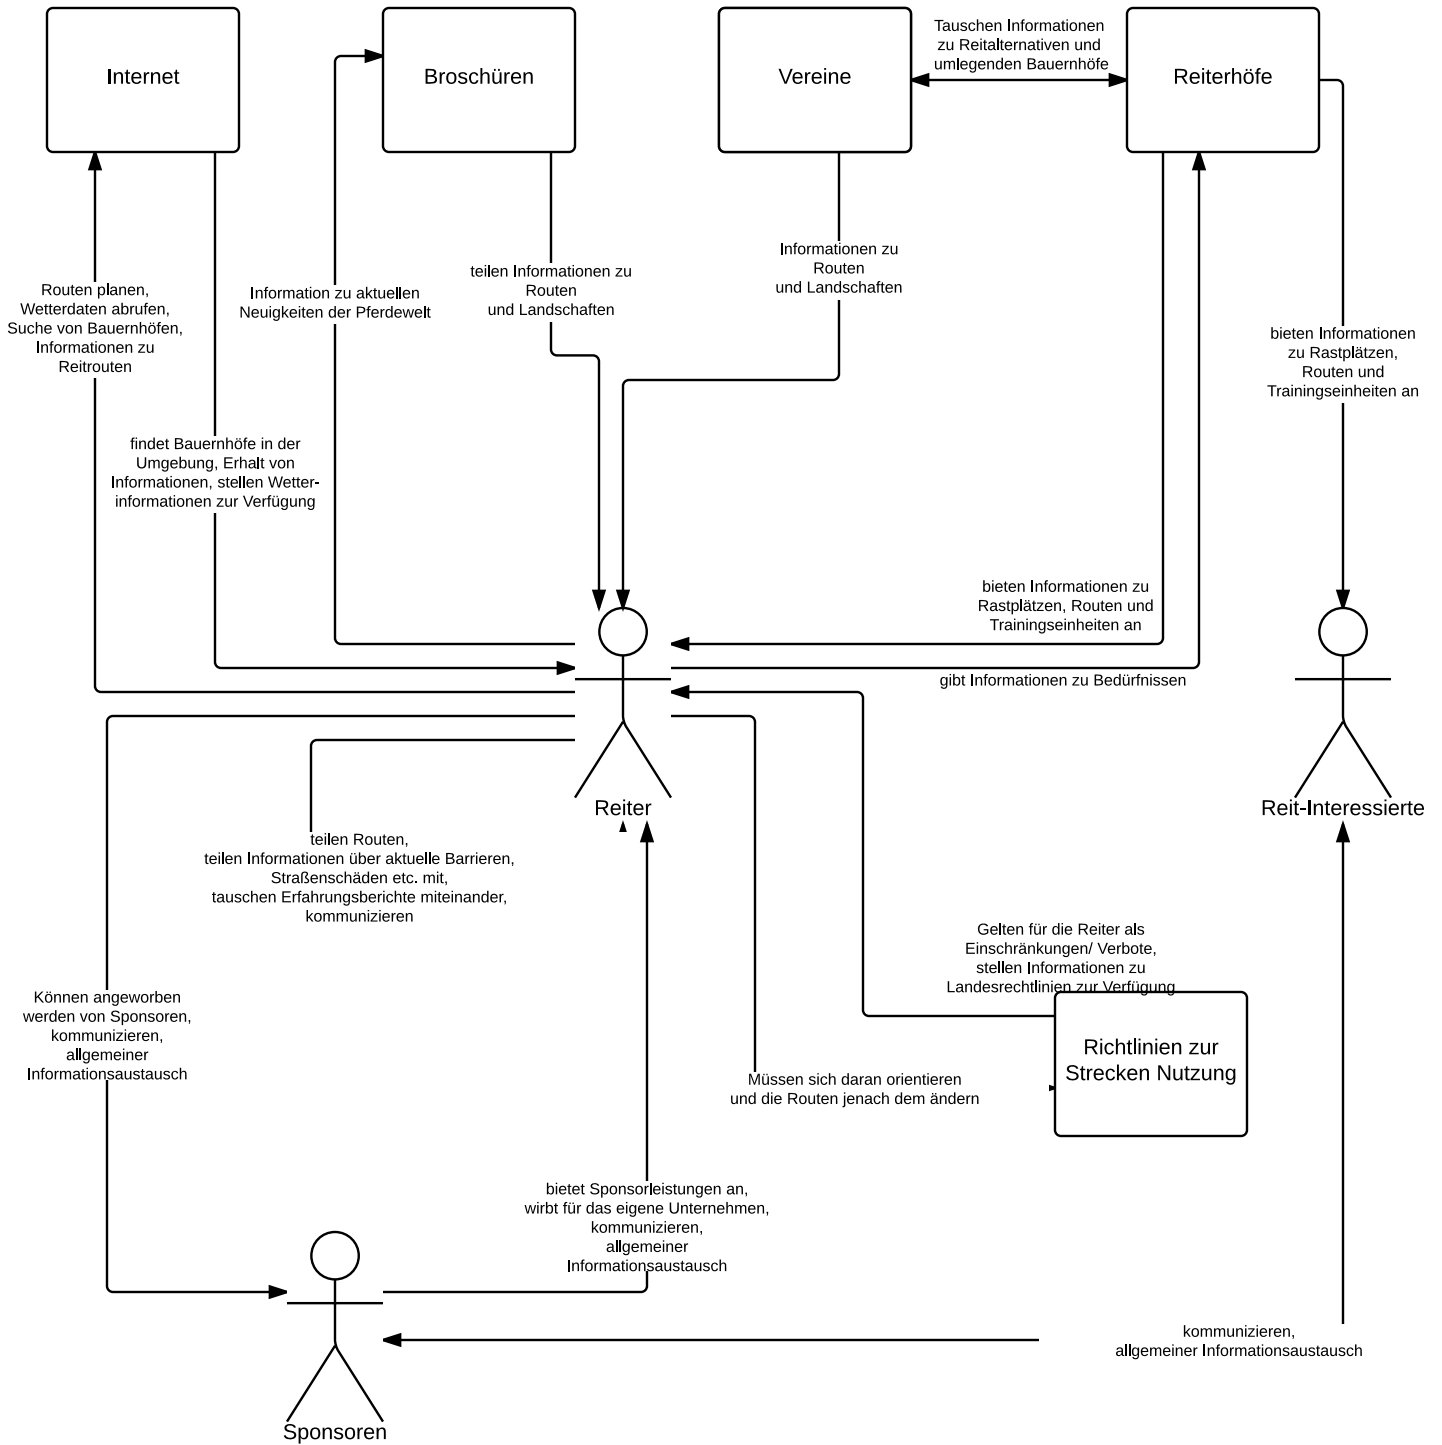 Internet
Broschüren
Vereine
Tauschen Informationen
zu Reitalternativen und
umlegenden Bauernhöfe
Reiterhöfe
Routen planen,
Wetterdaten abrufen,
Suche von Bauernhöfen,
Informationen zu
Reitrouten
Information zu aktuellen
Neuigkeiten der Pferdewelt
teilen Informationen zu
Routen
und Landschaften
Informationen zu
Routen
und Landschaften
bieten Informationen
zu Rastplätzen,
Routen und
Trainingseinheiten an
findet Bauernhöfe in der
Umgebung, Erhalt von
Informationen, stellen Wetter-
informationen zur Verfügung
bieten Informationen zu
Rastplätzen, Routen und
Trainingseinheiten an
gibt Informationen zu Bedürfnissen
Reiter
Reit-Interessierte
teilen Routen,
teilen Informationen über aktuelle Barrieren,
Straßenschäden etc. mit,
tauschen Erfahrungsberichte miteinander,
kommunizieren
Gelten für die Reiter als
Einschränkungen/ Verbote,
stellen Informationen zu
Landesrechtlinien zur Verfügung
Können angeworben
werden von Sponsoren,
kommunizieren,
allgemeiner
Informationsaustausch
Richtlinien zur
Strecken Nutzung
Müssen sich daran orientieren
und die Routen jenach dem ändern
bietet Sponsorleistungen an,
wirbt für das eigene Unternehmen,
kommunizieren,
allgemeiner
Informationsaustausch
kommunizieren,
allgemeiner Informationsaustausch
Sponsoren